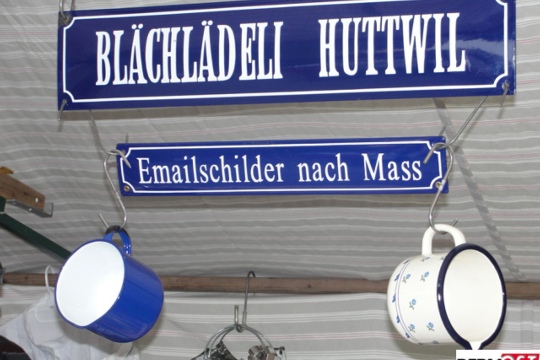 BLÄCHLÄDELI HUTTWIL
Emailschilder nach Mass